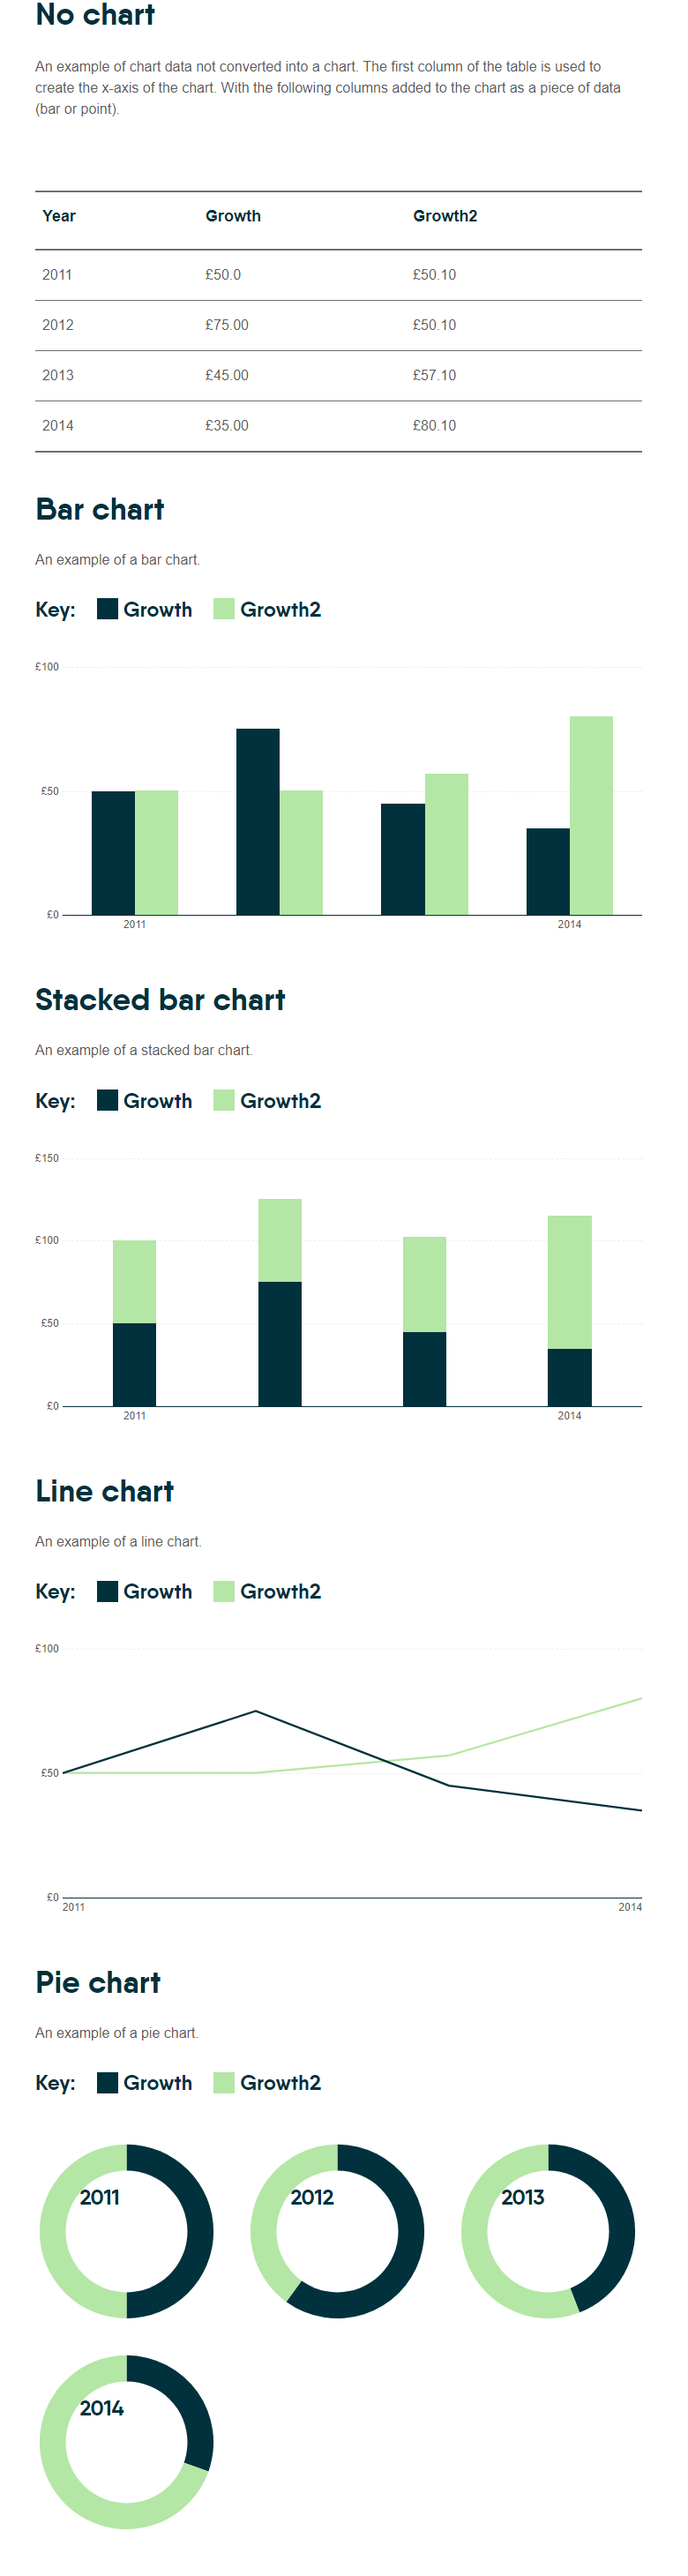 No chart
An example of chart data not converted into a chart. The first column of the table is used to
create the x-axis of the chart. With the following columns added to the chart as a piece of data
(bar or point).
Year Growth Growth2
2011 £50.0 £50.10
2012 £75.00 £50.10
2013 £45.00 £57.10
2014 £35.00 £80.10
Bar chart
An example of a bar chart.
Key: Growth Growth2
£100
£50
£0
2011 2014
Stacked bar chart
An example of a stacked bar chart.
Key: Growth Growth2
£150
£100
£50
£0
2011 2014
Line chart
An example of a line chart.
Key: Growth Growth2
£100
£50
£0
2011 2014
Pie chart
An example of a pie chart.
Key: Growth Growth2
2011 2012 2013
2014